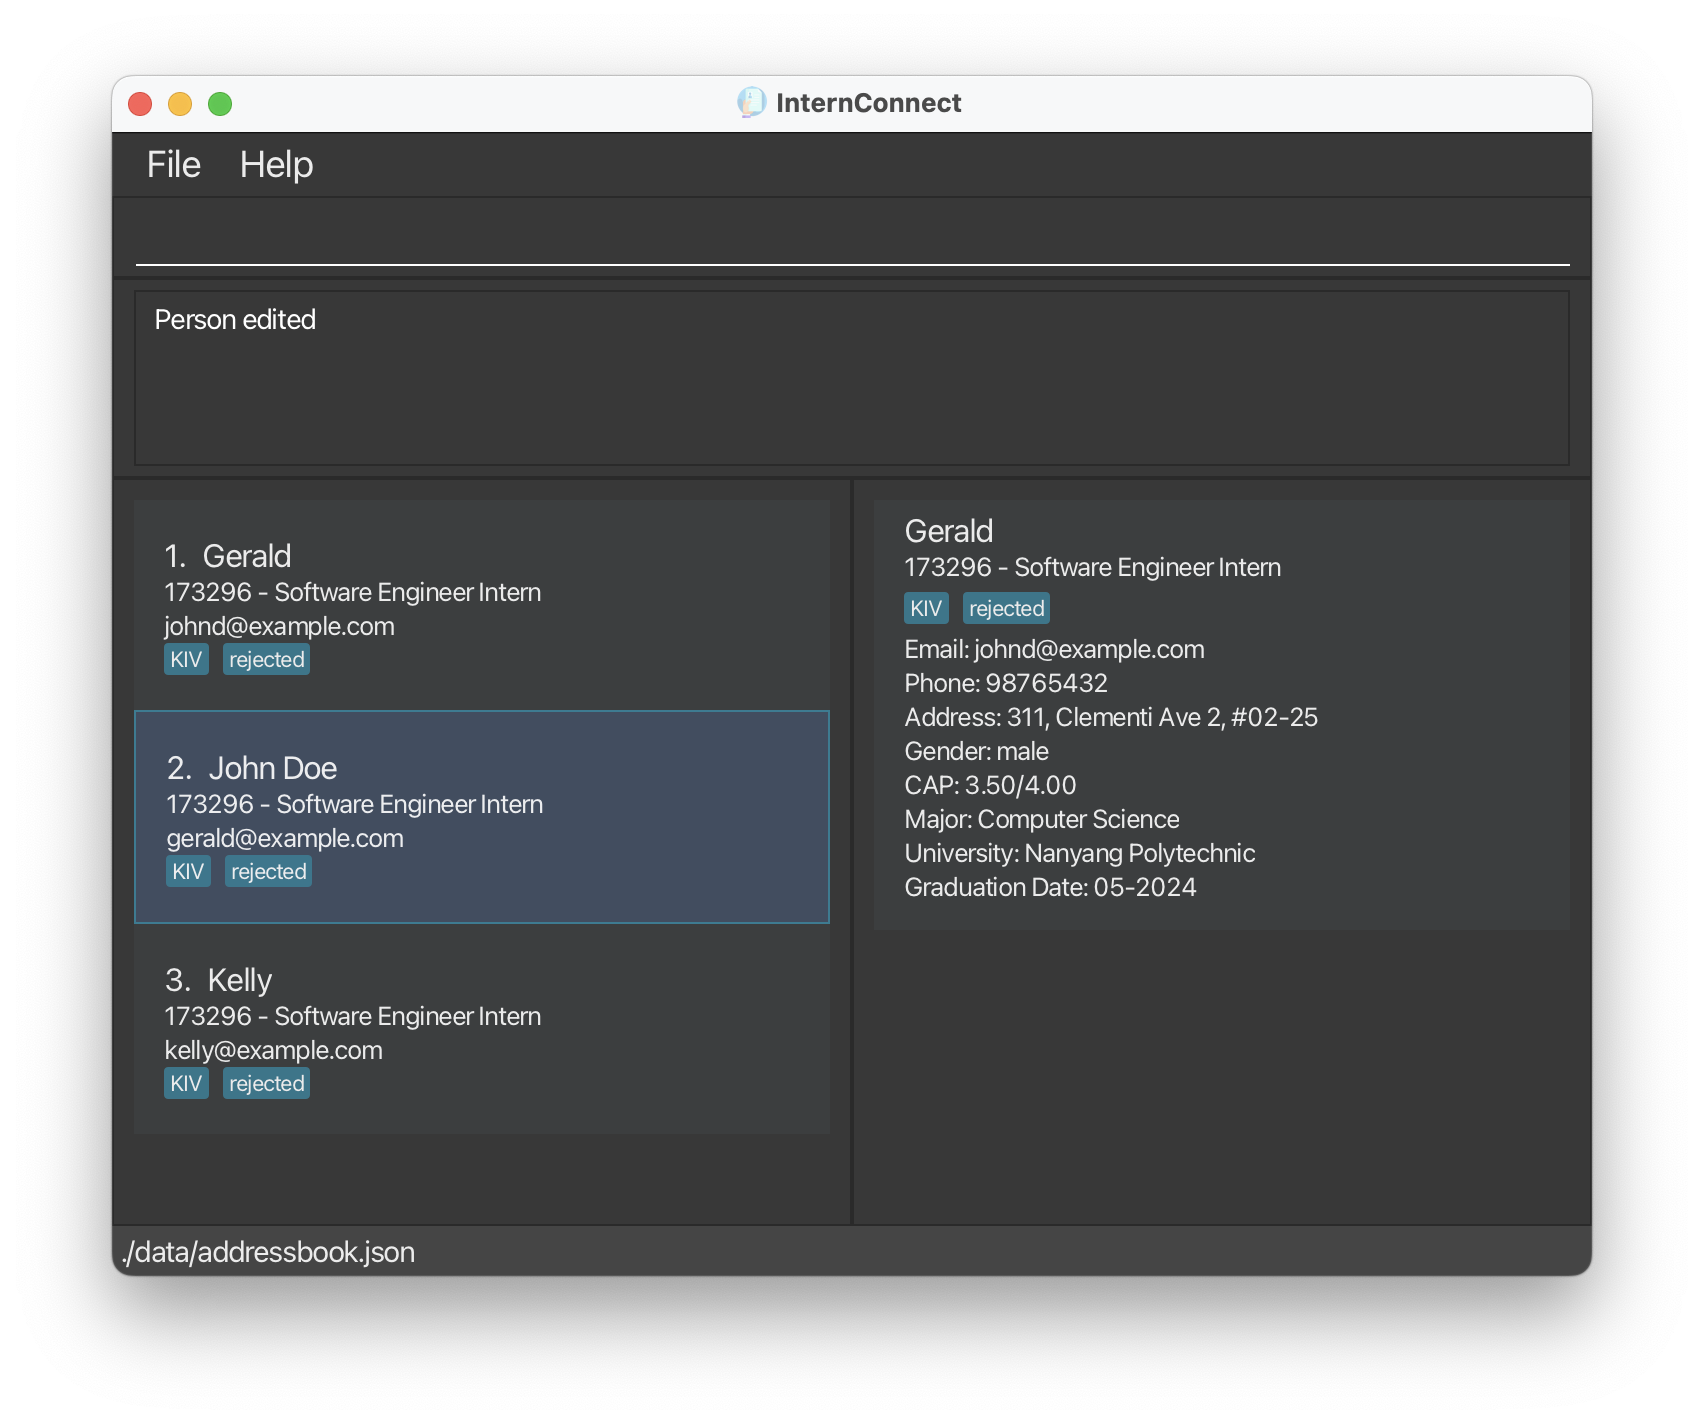 InternConnect
File Help
Person edited
1. Gerald
173296 - Software Engineer Intern
johnd@example.com
KIV rejected
2. John Doe
173296 - Software Engineer Intern
gerald@example.com
KIV rejected
3. Kelly
173296 - Software Engineer Intern
kelly@example.com
KIV rejected
Gerald
173296 - Software Engineer Intern
KIV rejected
Email: johnd@example.com
Phone: 98765432
Address: 311, Clementi Ave 2, #02-25
Gender: male
CAP: 3.50/4.00
Major: Computer Science
University: Nanyang Polytechnic
Graduation Date: 05-2024
./data/addressbook.json